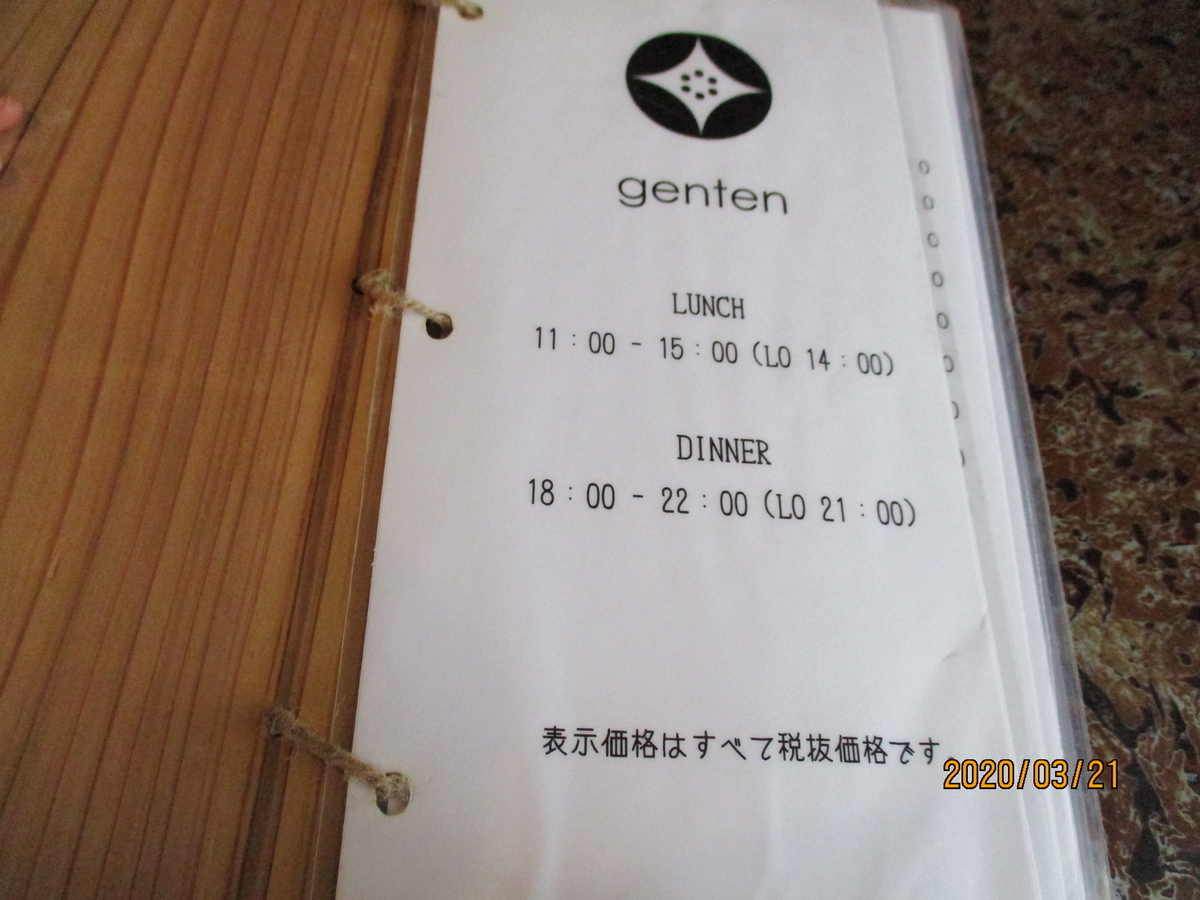 genten
LUNCH
11：00 - 15：00（LO 14：00）
DINNER
18：00 - 22：00（LO 21：00）
表示価格はすべて税抜価格です
2020/03/21